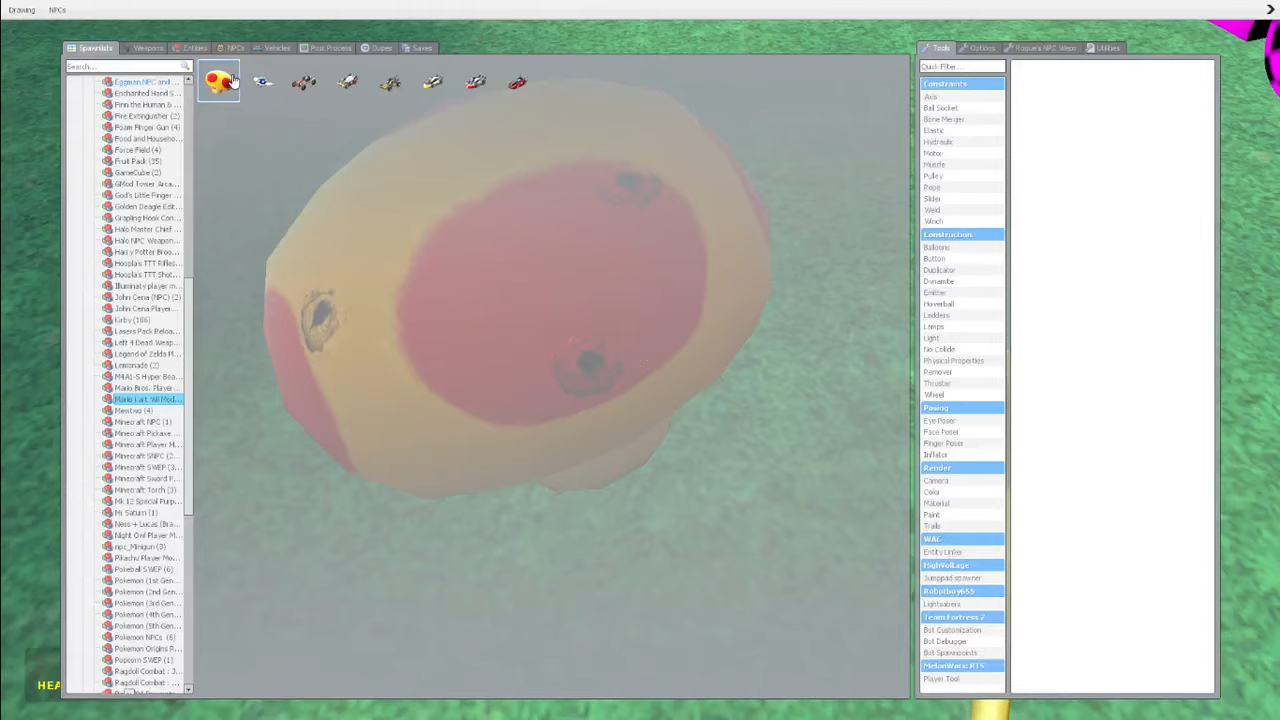 Drawing NPCs
Spawnlists Weapons Entities NPCs Vehicles Post Process Dupes Saves
Search...
Eggman NPC and ...
Enchanted Hand S...
Finn the Human & ...
Fire Extinguisher (2)
Foam Finger Gun (4)
Food and Househo...
Force Field (4)
Fruit Pack (35)
GameCube (2)
GMod Tower Arca...
God's Little Finger ...
Golden Deagle Edit...
Grapling Hook Con...
Halo Master Chief ...
Halo NPC Weapon...
Harry Potter Broo...
Hoopla's TTT Rifles...
Hoopla's TTT Shot...
Illuminaty player m...
John Cena (NPC) (2)
John Cena Player...
Kirby (186)
Lasers Pack Reloa...
Left 4 Dead Weap...
Legend of Zelda M...
Lemonade (2)
M4A1-S Hyper Bea...
Mario Bros. Player...
Mario Kart Wii Mod...
Mewtwo (4)
Minecraft NPC (1)
Minecraft Pickaxe ...
Minecraft Player M...
Minecraft SNPC (2...
Minecraft SWEP (3...
Minecraft Sword P...
Minecraft Torch (3)
Mk 12 Special Purp...
Mr Saturn (1)
Ness + Lucas (Bra...
Night Owl Player M...
npc_Minigun (3)
Pikachu Player Mo...
Pokeball SWEP (6)
Pokemon (1st Gen...
Pokemon (2nd Gen...
Pokemon (3rd Gen...
Pokemon (4th Gen...
Pokemon (5th Gen...
Pokemon NPCs (6)
Pokemon Origins R...
Popcorn SWEP (1)
Ragdoll Combat : J...
Ragdoll Combat : ...
HEA
Tools Options Rogue's NPC Weps Utilities
Quick Filter...
Constraints
Axis
Ball Socket
Bone Merger
Elastic
Hydraulic
Motor
Muscle
Pulley
Rope
Slider
Weld
Winch
Construction
Balloons
Button
Duplicator
Dynamite
Emitter
Hoverball
Ladders
Lamps
Light
No Collide
Physical Properties
Remover
Thruster
Wheel
Posing
Eye Poser
Face Poser
Finger Poser
Inflator
Render
Camera
Color
Material
Paint
Trails
WAC
Entity Linker
HighVoltage
Jumppad spawner
Robotboy655
Lightsabers
Team Fortress 2
Bot Customization
Bot Debugger
Bot Spawnpoints
MelonWars: RTS
Player Tool